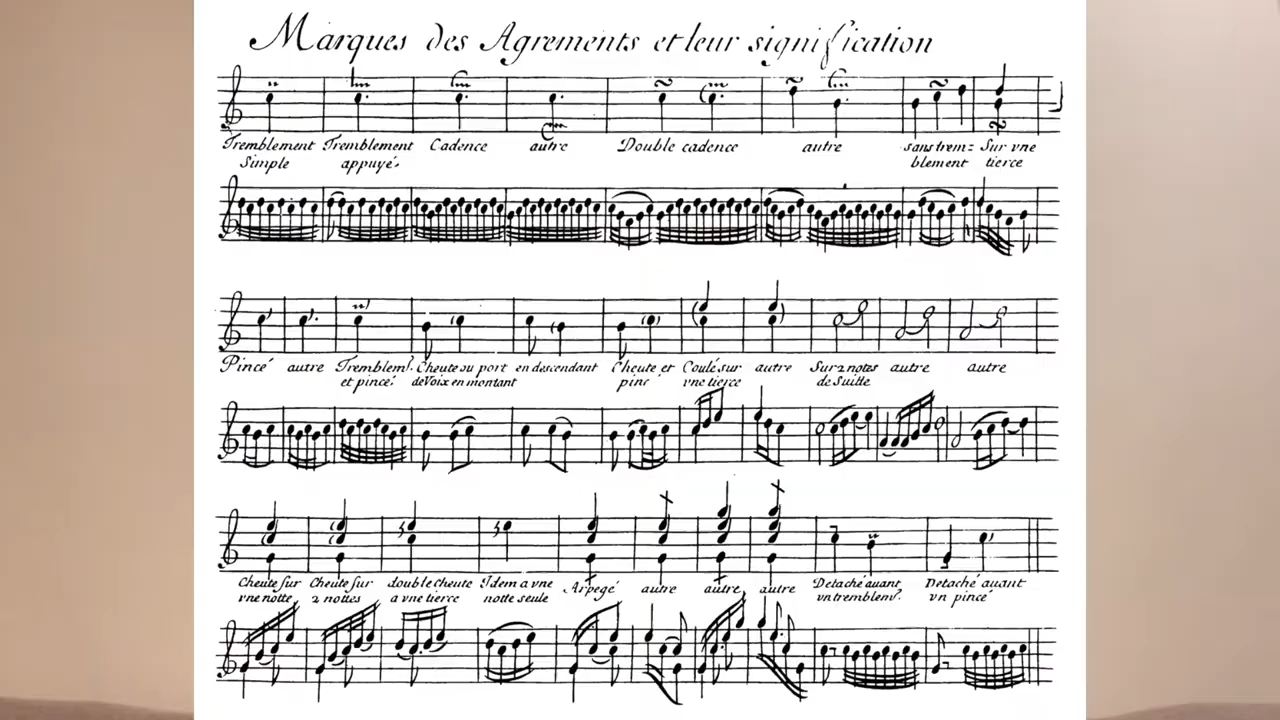 Marques des Agrements et leur signification
Tremblement Tremblement Cadence autre Double cadence autre sans trem= Sur vne
Simple appuyé. blement tierce
Pincé autre Tremblem.t Cheute ou port en descendant Cheute et Coulé sur autre Sur 2 notes autre autre
et pincé. de Voix en montant pinc vne tierce de Suitte
Cheute sur Cheute sur double cheute Idem a vne Arpegé autre autre autre Detaché auant Detaché auant
vne notte 2 nottes a vne tierce notte seule vn tremblem.t vn pincé